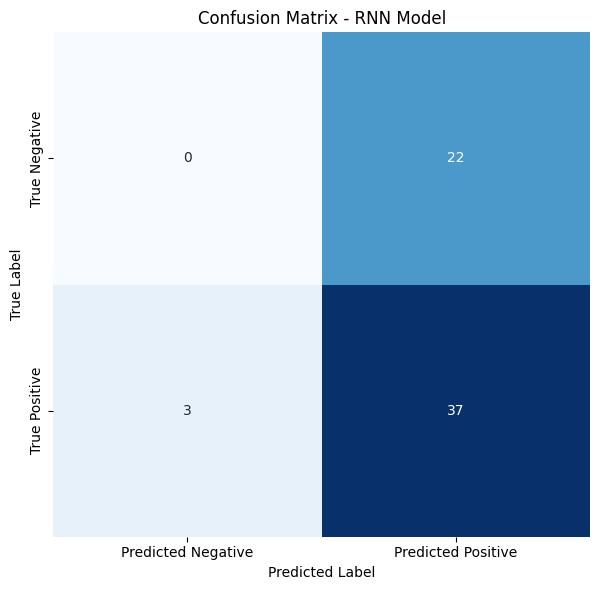 Confusion Matrix - RNN Model
True Label
True Negative
0
22
True Positive
3
37
Predicted Negative
Predicted Positive
Predicted Label